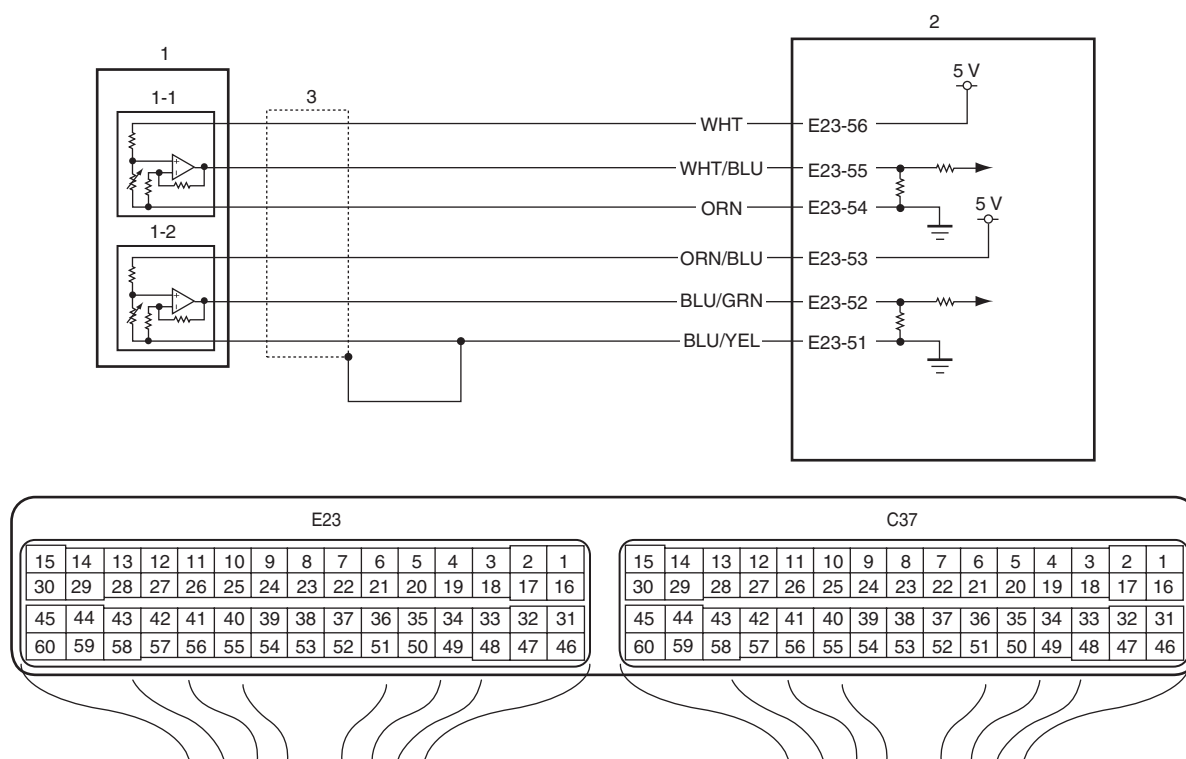 2
1
5 V
1-1
3
WHT
E23-56
WHT/BLU
E23-55
ORN
E23-54
5 V
1-2
ORN/BLU
E23-53
BLU/GRN
E23-52
BLU/YEL
E23-51
E23
15 14 13 12 11 10 9 8 7 6 5 4 3 2 1
30 29 28 27 26 25 24 23 22 21 20 19 18 17 16
45 44 43 42 41 40 39 38 37 36 35 34 33 32 31
60 59 58 57 56 55 54 53 52 51 50 49 48 47 46
C37
15 14 13 12 11 10 9 8 7 6 5 4 3 2 1
30 29 28 27 26 25 24 23 22 21 20 19 18 17 16
45 44 43 42 41 40 39 38 37 36 35 34 33 32 31
60 59 58 57 56 55 54 53 52 51 50 49 48 47 46